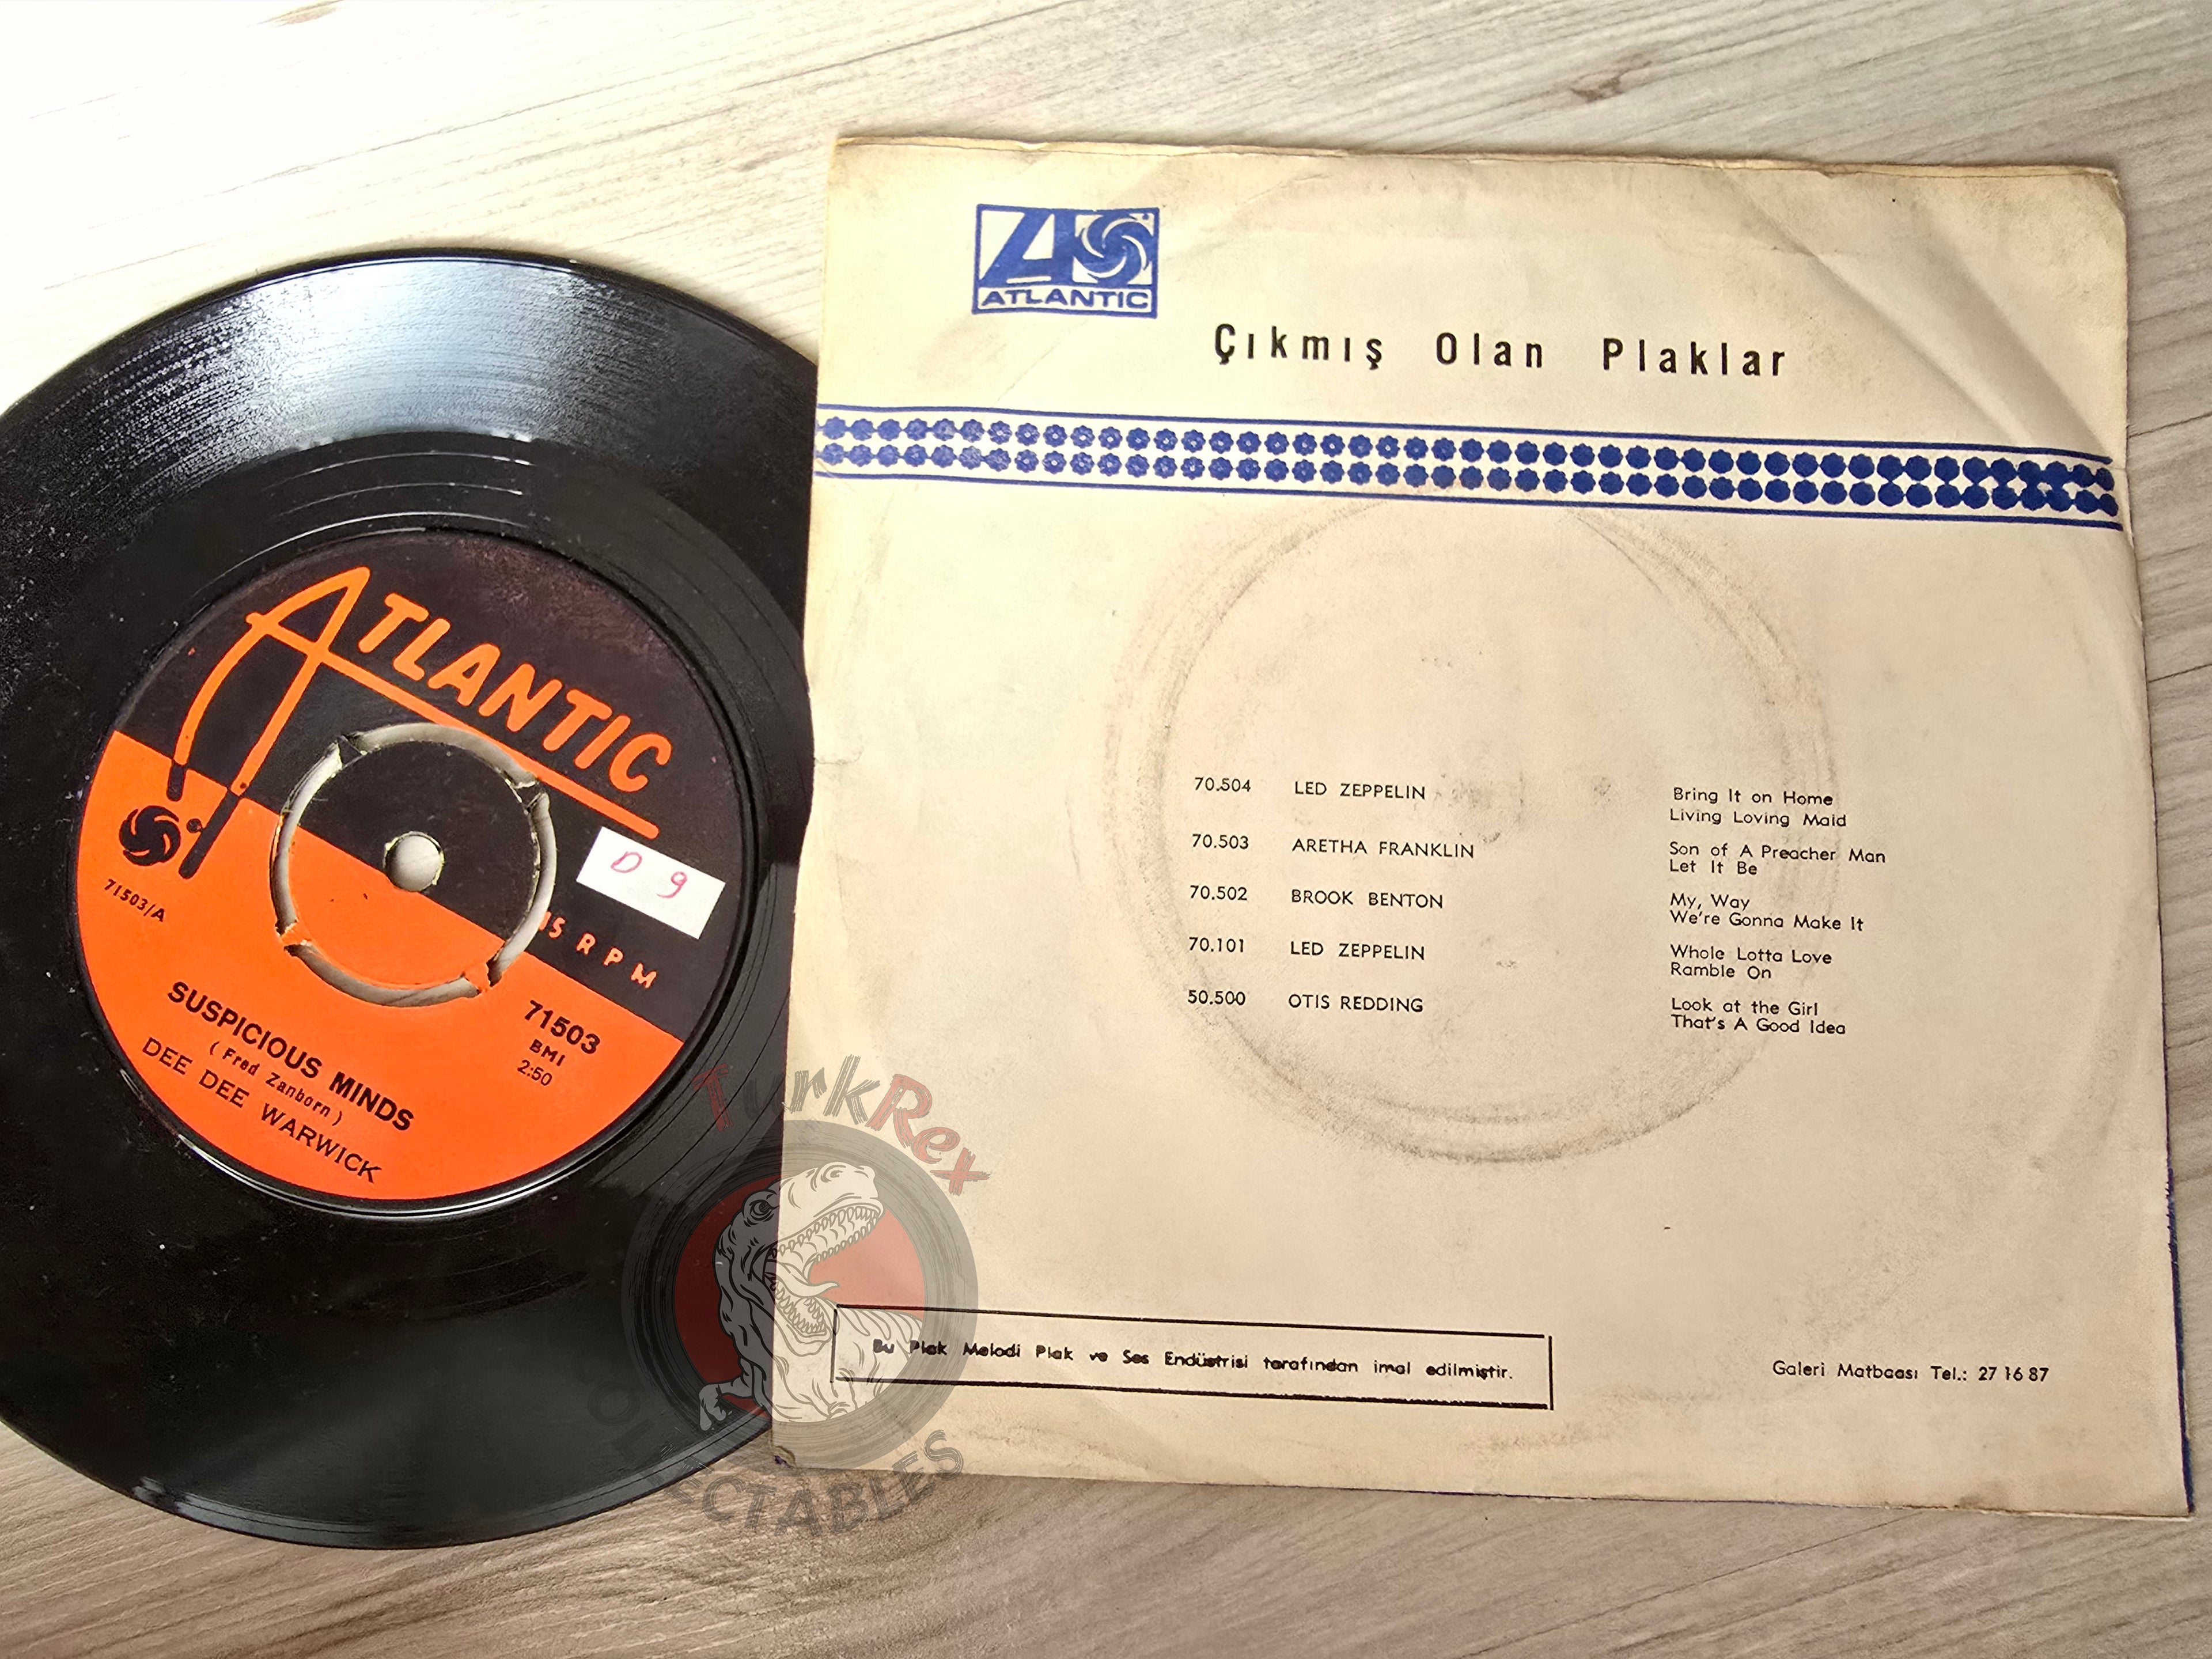 ATLANTIC
D 9
45 RPM
71503/A
71503
BMI
2:50
SUSPICIOUS MINDS
( Fred Zanborn )
DEE DEE WARWICK
ATLANTIC
Çıkmış Olan Plaklar
70.504 LED ZEPPELIN Bring It on Home
Living Loving Maid
70.503 ARETHA FRANKLIN Son of A Preacher Man
Let It Be
70.502 BROOK BENTON My, Way
We're Gonna Make It
70.101 LED ZEPPELIN Whole Lotta Love
Ramble On
50.500 OTIS REDDING Look at the Girl
That's A Good Idea
Bu Plak Melodi Plak ve Ses Endüstrisi tarafından imal edilmiştir.
Galeri Matbaası Tel.: 27 16 87
TurkRex
COLLECTABLES